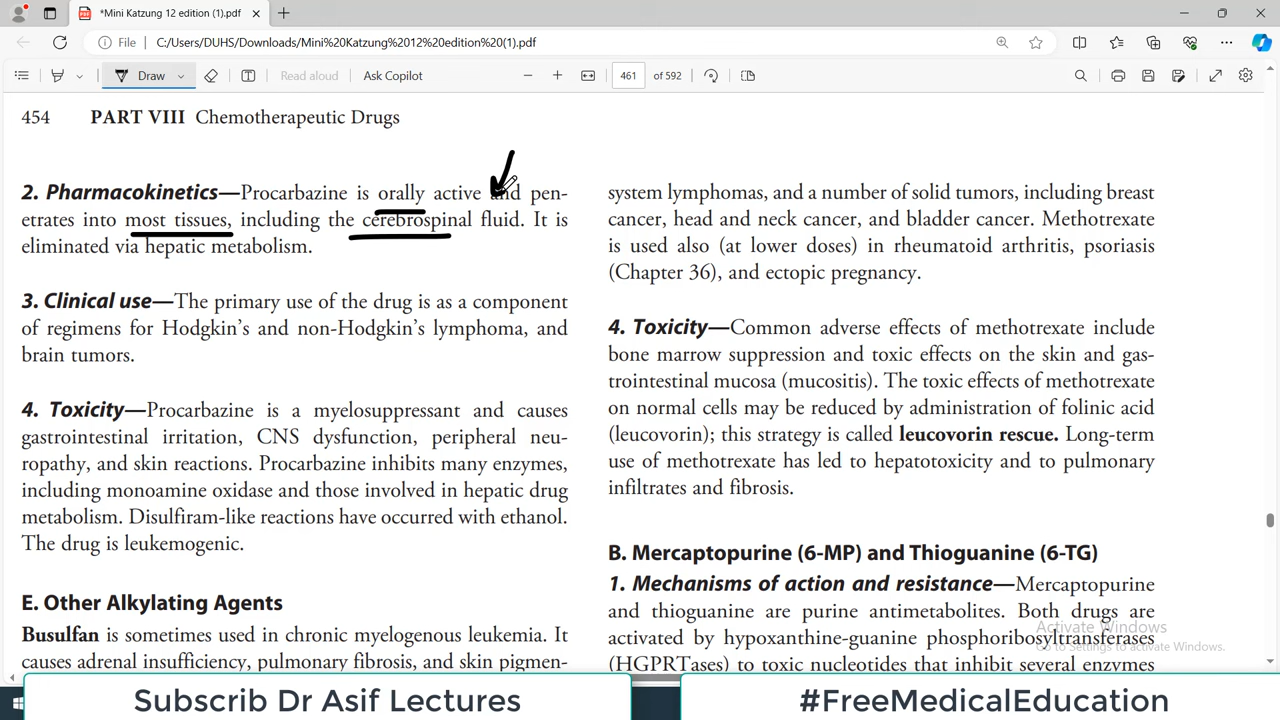 *Mini Katzung 12 edition (1).pdf
File
C:/Users/DUHS/Downloads/Mini%20Katzung%2012%20edition%20(1).pdf
Draw
Read aloud
Ask Copilot
461
of 592
454 PART VIII Chemotherapeutic Drugs
2. Pharmacokinetics—Procarbazine is orally active and pen-
etrates into most tissues, including the cerebrospinal fluid. It is
eliminated via hepatic metabolism.
3. Clinical use—The primary use of the drug is as a component
of regimens for Hodgkin's and non-Hodgkin's lymphoma, and
brain tumors.
4. Toxicity—Procarbazine is a myelosuppressant and causes
gastrointestinal irritation, CNS dysfunction, peripheral neu-
ropathy, and skin reactions. Procarbazine inhibits many enzymes,
including monoamine oxidase and those involved in hepatic drug
metabolism. Disulfiram-like reactions have occurred with ethanol.
The drug is leukemogenic.
E. Other Alkylating Agents
Busulfan is sometimes used in chronic myelogenous leukemia. It
causes adrenal insufficiency, pulmonary fibrosis, and skin pigmen-
system lymphomas, and a number of solid tumors, including breast
cancer, head and neck cancer, and bladder cancer. Methotrexate
is used also (at lower doses) in rheumatoid arthritis, psoriasis
(Chapter 36), and ectopic pregnancy.
4. Toxicity—Common adverse effects of methotrexate include
bone marrow suppression and toxic effects on the skin and gas-
trointestinal mucosa (mucositis). The toxic effects of methotrexate
on normal cells may be reduced by administration of folinic acid
(leucovorin); this strategy is called leucovorin rescue. Long-term
use of methotrexate has led to hepatotoxicity and to pulmonary
infiltrates and fibrosis.
B. Mercaptopurine (6-MP) and Thioguanine (6-TG)
1. Mechanisms of action and resistance—Mercaptopurine
and thioguanine are purine antimetabolites. Both drugs are
activated by hypoxanthine-guanine phosphoribosyltransferases
(HGPRTases) to toxic nucleotides that inhibit several enzymes
Activate Windows
Go to Settings to activate Windows.
Subscrib Dr Asif Lectures
#FreeMedicalEducation